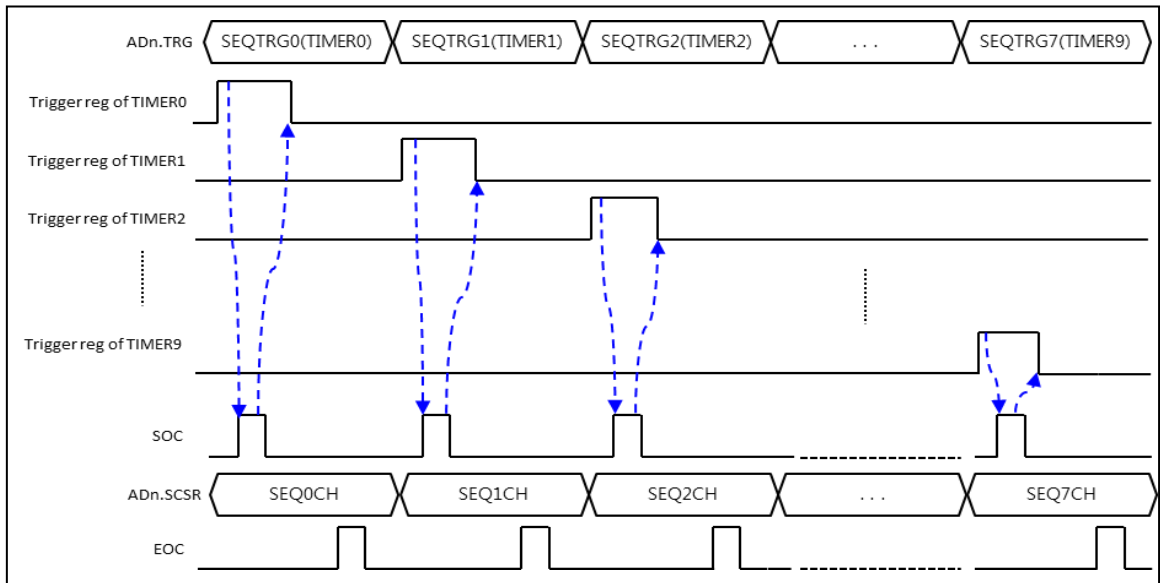 ADn.TRG SEQTRG0(TIMER0) SEQTRG1(TIMER1) SEQTRG2(TIMER2) . . . SEQTRG7(TIMER9)
Trigger reg of TIMER0
Trigger reg of TIMER1
Trigger reg of TIMER2
Trigger reg of TIMER9
SOC
ADn.SCSR SEQ0CH SEQ1CH SEQ2CH . . . SEQ7CH
EOC